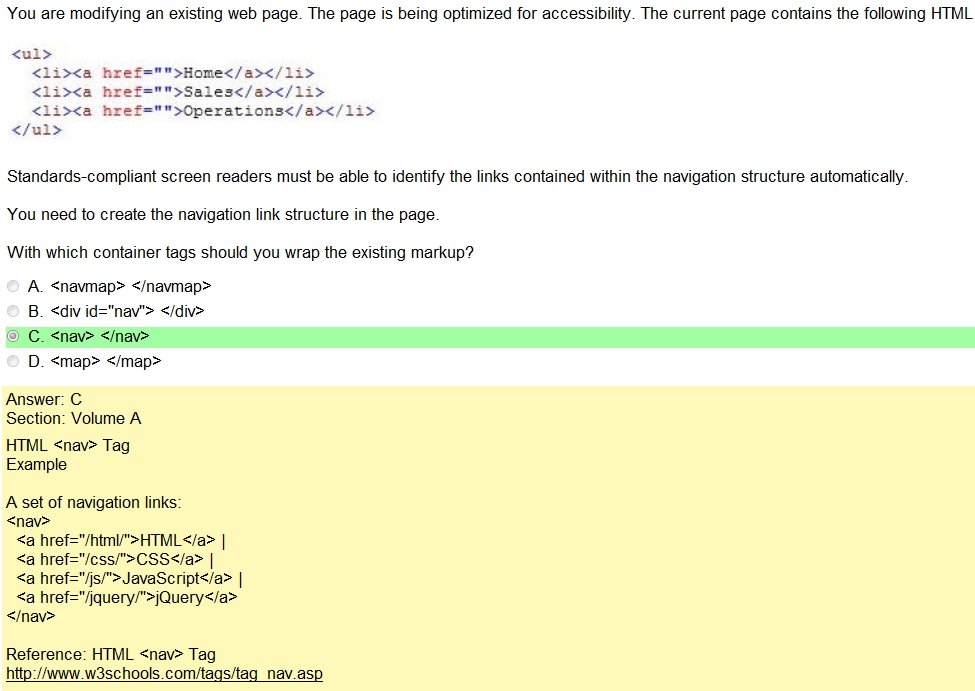 You are modifying an existing web page. The page is being optimized for accessibility. The current page contains the following HTML
<ul>
<li><a href="">Home</a></li>
<li><a href="">Sales</a></li>
<li><a href="">Operations</a></li>
</ul>
Standards-compliant screen readers must be able to identify the links contained within the navigation structure automatically.
You need to create the navigation link structure in the page.
With which container tags should you wrap the existing markup?
A. <navmap> </navmap>
B. <div id="nav"> </div>
C. <nav> </nav>
D. <map> </map>
Answer: C
Section: Volume A
HTML <nav> Tag
Example
A set of navigation links:
<nav>
<a href="/html/">HTML</a> |
<a href="/css/">CSS</a> |
<a href="/js/">JavaScript</a> |
<a href="/jquery/">jQuery</a>
</nav>
Reference: HTML <nav> Tag
http://www.w3schools.com/tags/tag_nav.asp